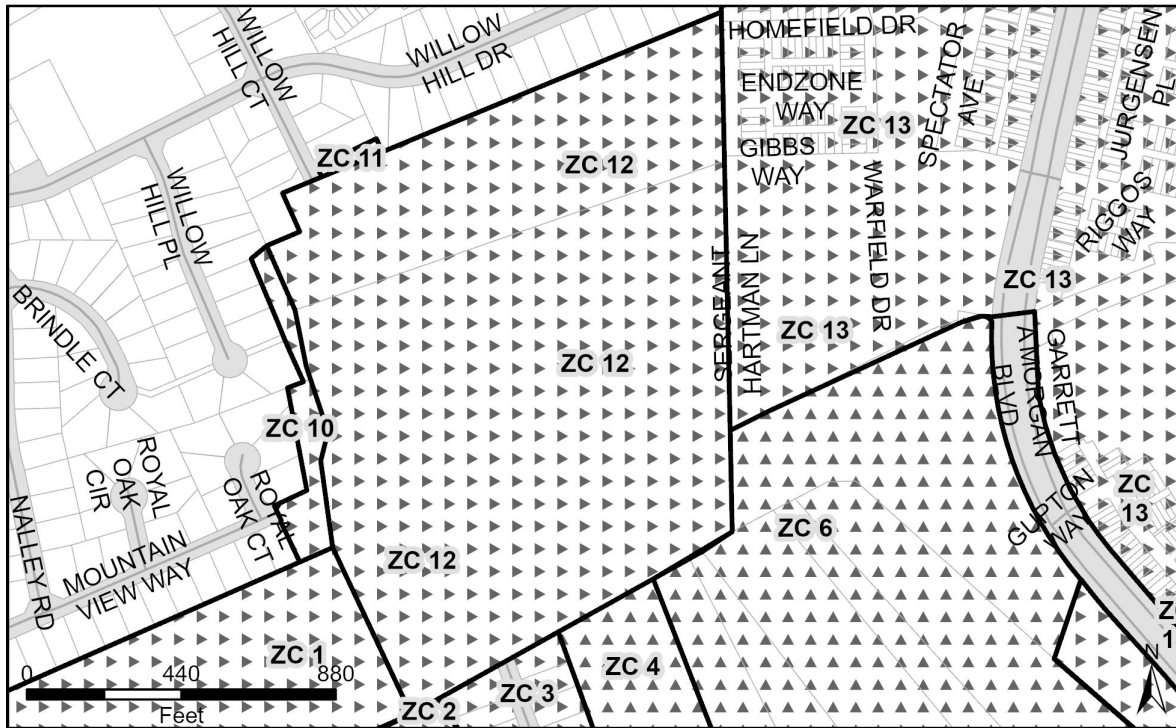 HOMEFIELD DR
WILLOW
HILL CT
WILLOW
HILL DR
SPECTATOR
AVE
JURGENSEN
PL
ENDZONE
WAY
ZC 13
GIBBS
WAY
ZC 11
ZC 12
WILLOW
HILL PL
WARFIELD DR
RIGGOS
WAY
SERGEANT
HARTMAN LN
ZC 13
BRINDLE CT
ZC 13
ZC 12
GARRETT
A MORGAN
BLVD
ZC 10
ROYAL
OAK
CIR
ROYAL
OAK CT
NALLEY RD
ZC
13
GUPTON
WAY
ZC 6
MOUNTAIN
VIEW WAY
ZC 12
ZC 1
ZC 4
ZC 3
ZC 2
0 440 880
Feet
N